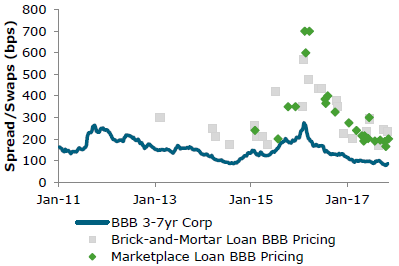 800
700
600
500
400
300
200
100
0
Spread/Swaps (bps)
Jan-11 Jan-13 Jan-15 Jan-17
BBB 3-7yr Corp
Brick-and-Mortar Loan BBB Pricing
Marketplace Loan BBB Pricing